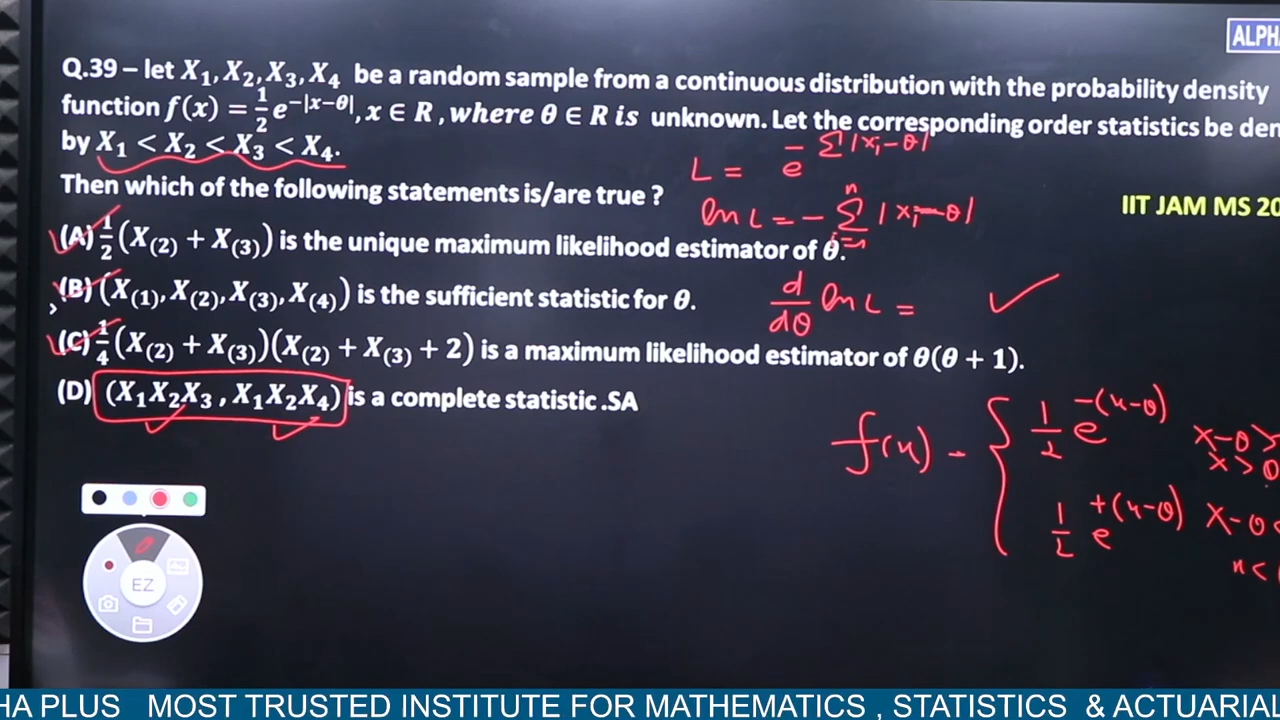 ALPH
Q.39 – let X₁, X₂, X₃, X₄ be a random sample from a continuous distribution with the probability density
function f(x) = 1/2 e^{-|x-θ|}, x ∈ R, where θ ∈ R is unknown. Let the corresponding order statistics be den
by X₁ < X₂ < X₃ < X₄.
L = e^{-Σ|xᵢ-θ|}
Then which of the following statements is/are true ?
ln L = - Σ_{i=1}^{n} |xᵢ-θ|
IIT JAM MS 20
(A) 1/2 (X₍₂₎ + X₍₃₎) is the unique maximum likelihood estimator of θ.
(B) (X₍₁₎, X₍₂₎, X₍₃₎, X₍₄₎) is the sufficient statistic for θ.
d/dθ ln L =
(C) 1/4 (X₍₂₎ + X₍₃₎)(X₍₂₎ + X₍₃₎ + 2) is a maximum likelihood estimator of θ(θ + 1).
(D) (X₁X₂X₃ , X₁X₂X₄) is a complete statistic .SA
f(x) - { 1/2 e^{-(x-θ)} x-θ>
x>θ
1/2 e^{+(x-θ)} x-θ<
x<
EZ
HA PLUS MOST TRUSTED INSTITUTE FOR MATHEMATICS , STATISTICS & ACTUARIAL